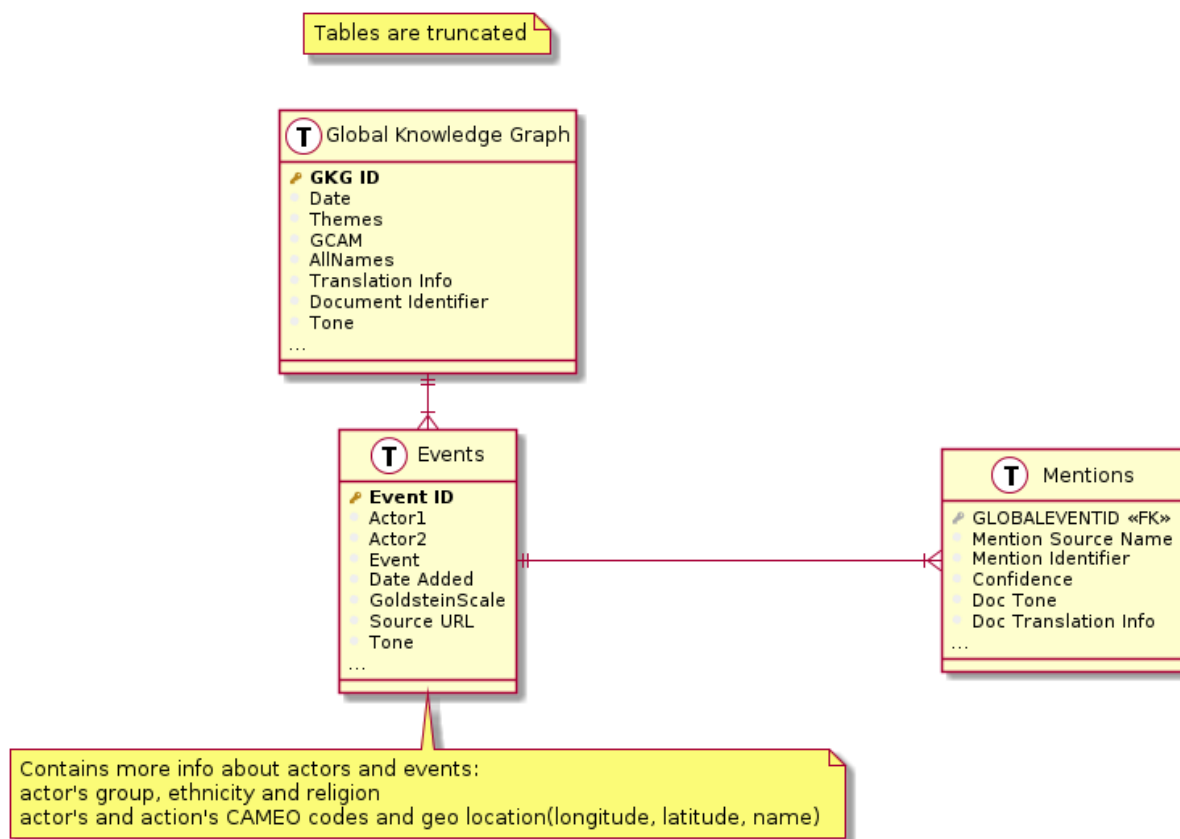 Tables are truncated
T Global Knowledge Graph
GKG ID
Date
Themes
GCAM
AllNames
Translation Info
Document Identifier
Tone
...
T Events
Event ID
Actor1
Actor2
Event
Date Added
GoldsteinScale
Source URL
Tone
...
T Mentions
GLOBALEVENTID «FK»
Mention Source Name
Mention Identifier
Confidence
Doc Tone
Doc Translation Info
...
Contains more info about actors and events:
actor's group, ethnicity and religion
actor's and action's CAMEO codes and geo location(longitude, latitude, name)